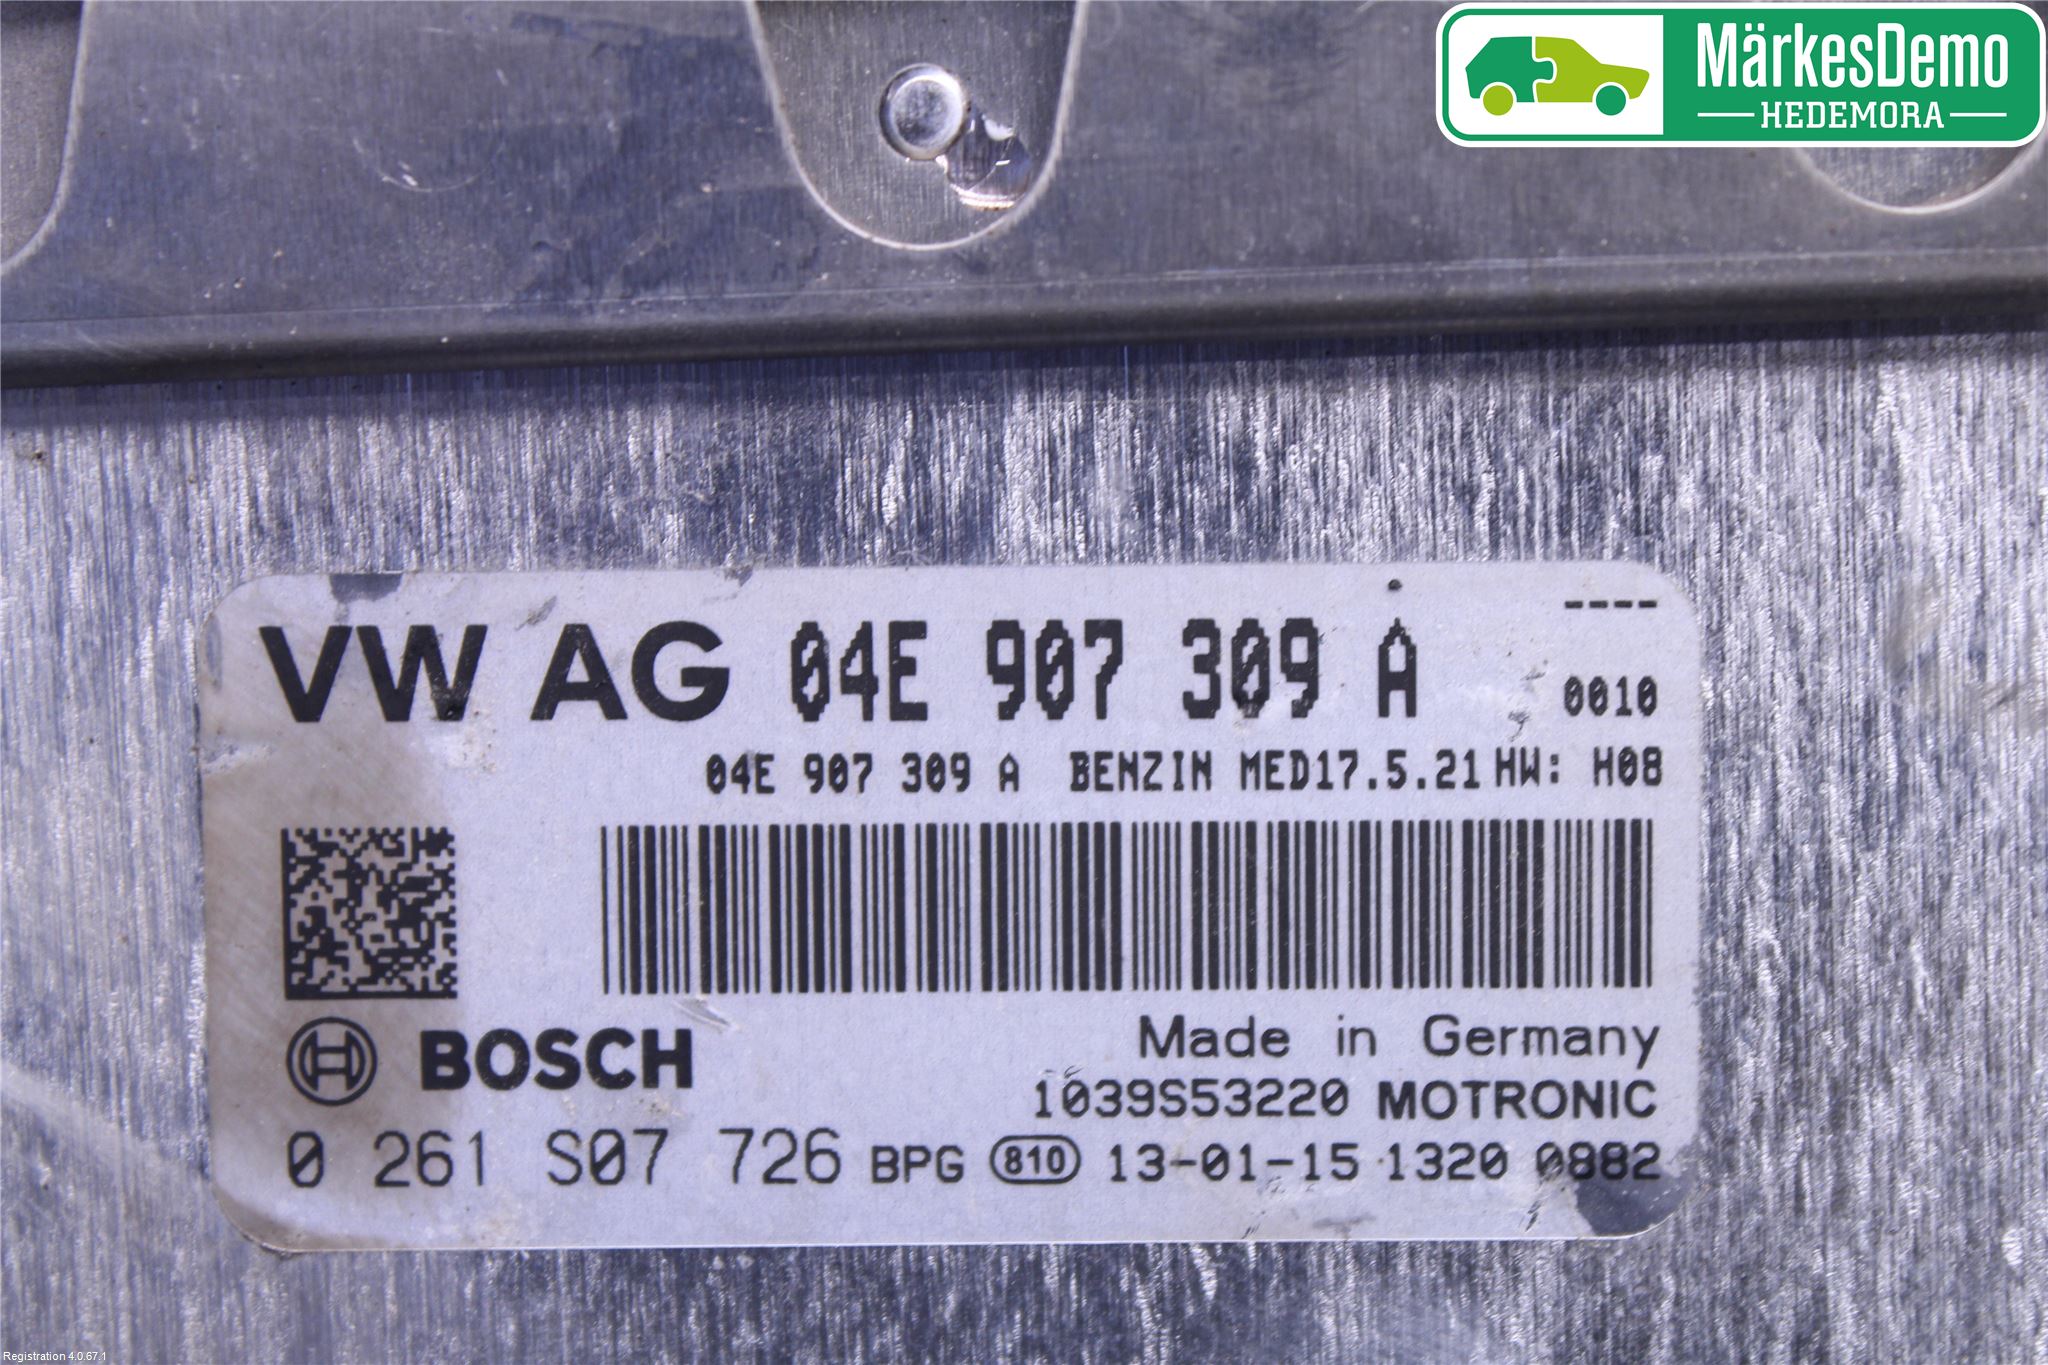 MärkesDemo
HEDEMORA
----
VW AG 04E 907 309 A
0010
04E 907 309 A BENZIN MED17.5.21 HW: H08
BOSCH
Made in Germany
1039S53220 MOTRONIC
0 261 S07 726 BPG 810 13-01-15 1320 0882
Registration 4.0.67.1